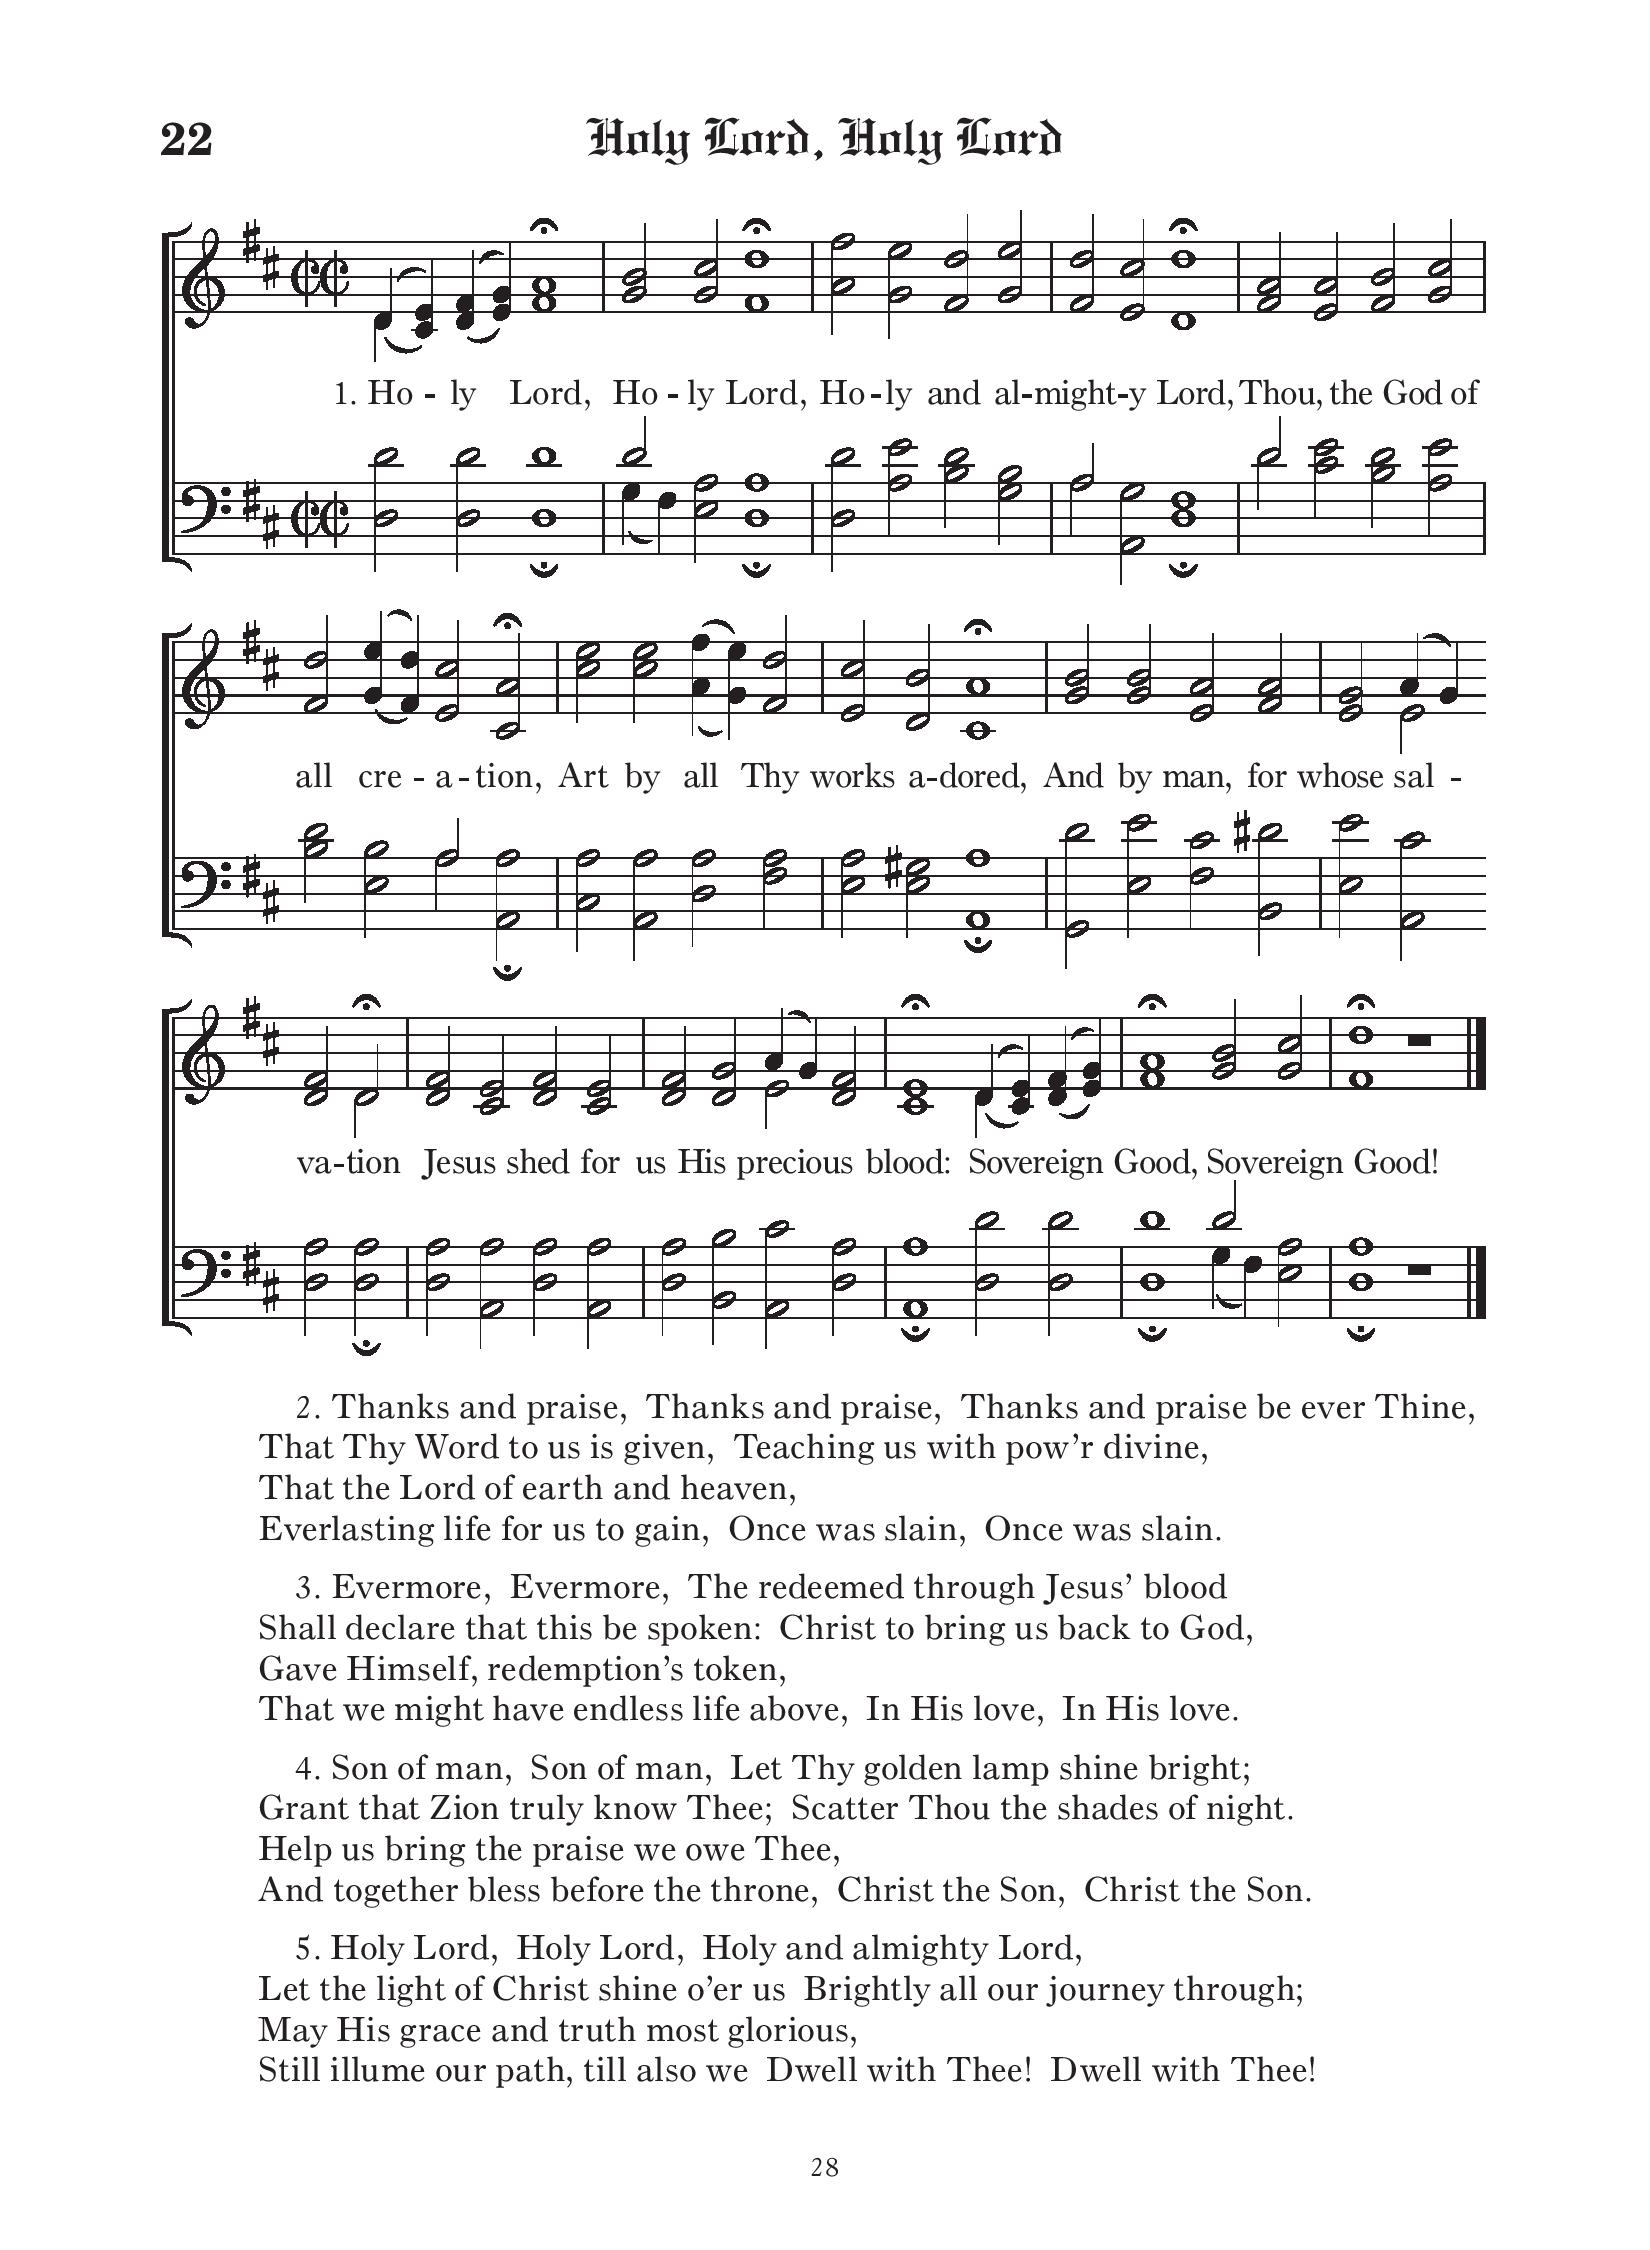 22
Holy Lord, Holy Lord
1. Ho - ly Lord, Ho - ly Lord, Ho - ly and al-might-y Lord, Thou, the God of
all cre - a - tion, Art by all Thy works a-dored, And by man, for whose sal -
va-tion Jesus shed for us His precious blood: Sovereign Good, Sovereign Good!
2. Thanks and praise, Thanks and praise, Thanks and praise be ever Thine,
That Thy Word to us is given, Teaching us with pow’r divine,
That the Lord of earth and heaven,
Everlasting life for us to gain, Once was slain, Once was slain.
3. Evermore, Evermore, The redeemed through Jesus’ blood
Shall declare that this be spoken: Christ to bring us back to God,
Gave Himself, redemption’s token,
That we might have endless life above, In His love, In His love.
4. Son of man, Son of man, Let Thy golden lamp shine bright;
Grant that Zion truly know Thee; Scatter Thou the shades of night.
Help us bring the praise we owe Thee,
And together bless before the throne, Christ the Son, Christ the Son.
5. Holy Lord, Holy Lord, Holy and almighty Lord,
Let the light of Christ shine o’er us Brightly all our journey through;
May His grace and truth most glorious,
Still illume our path, till also we Dwell with Thee! Dwell with Thee!
28